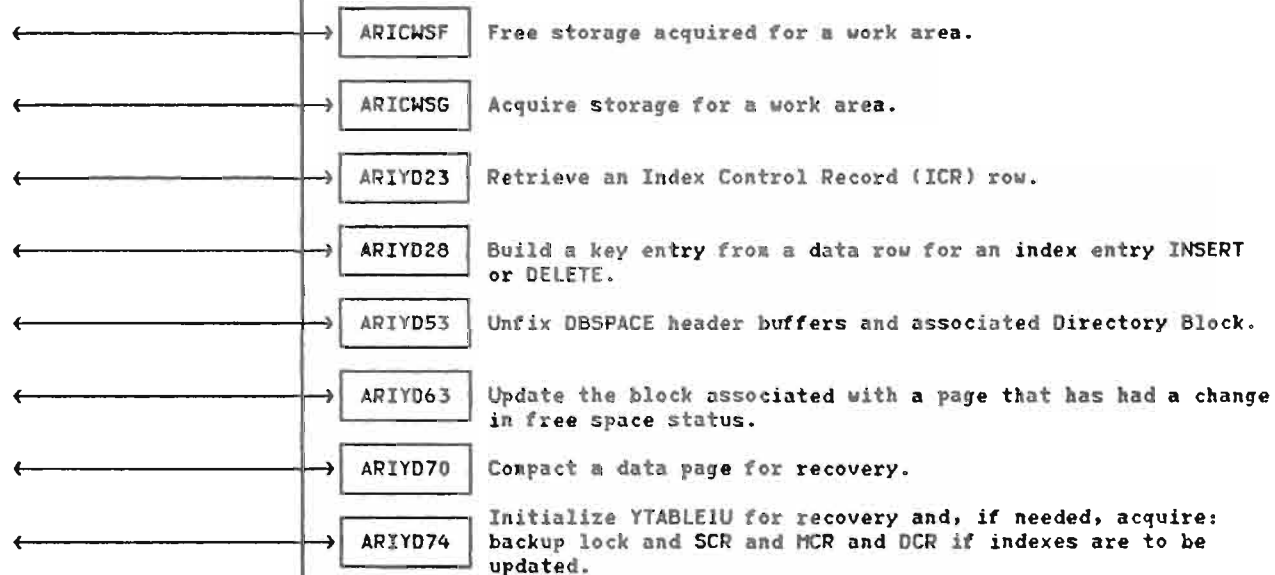 ARICWSF Free storage acquired for a work area.
ARICWSG Acquire storage for a work area.
ARIYD23 Retrieve an Index Control Record (ICR) row.
ARIYD28 Build a key entry from a data row for an index entry INSERT
or DELETE.
ARIYD53 Unfix DBSPACE header buffers and associated Directory Block.
ARIYD63 Update the block associated with a page that has had a change
in free space status.
ARIYD70 Compact a data page for recovery.
Initialize YTABLE1U for recovery and, if needed, acquire:
ARIYD74 backup lock and SCR and MCR and DCR if indexes are to be
updated.